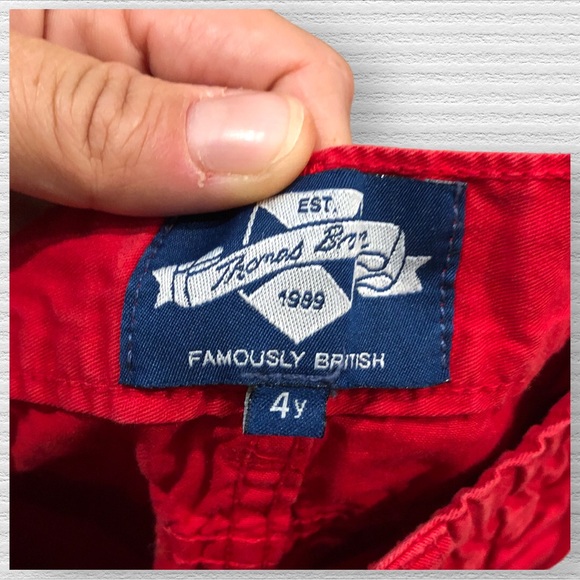 EST.
Thomas Brown
1989
FAMOUSLY BRITISH
4y